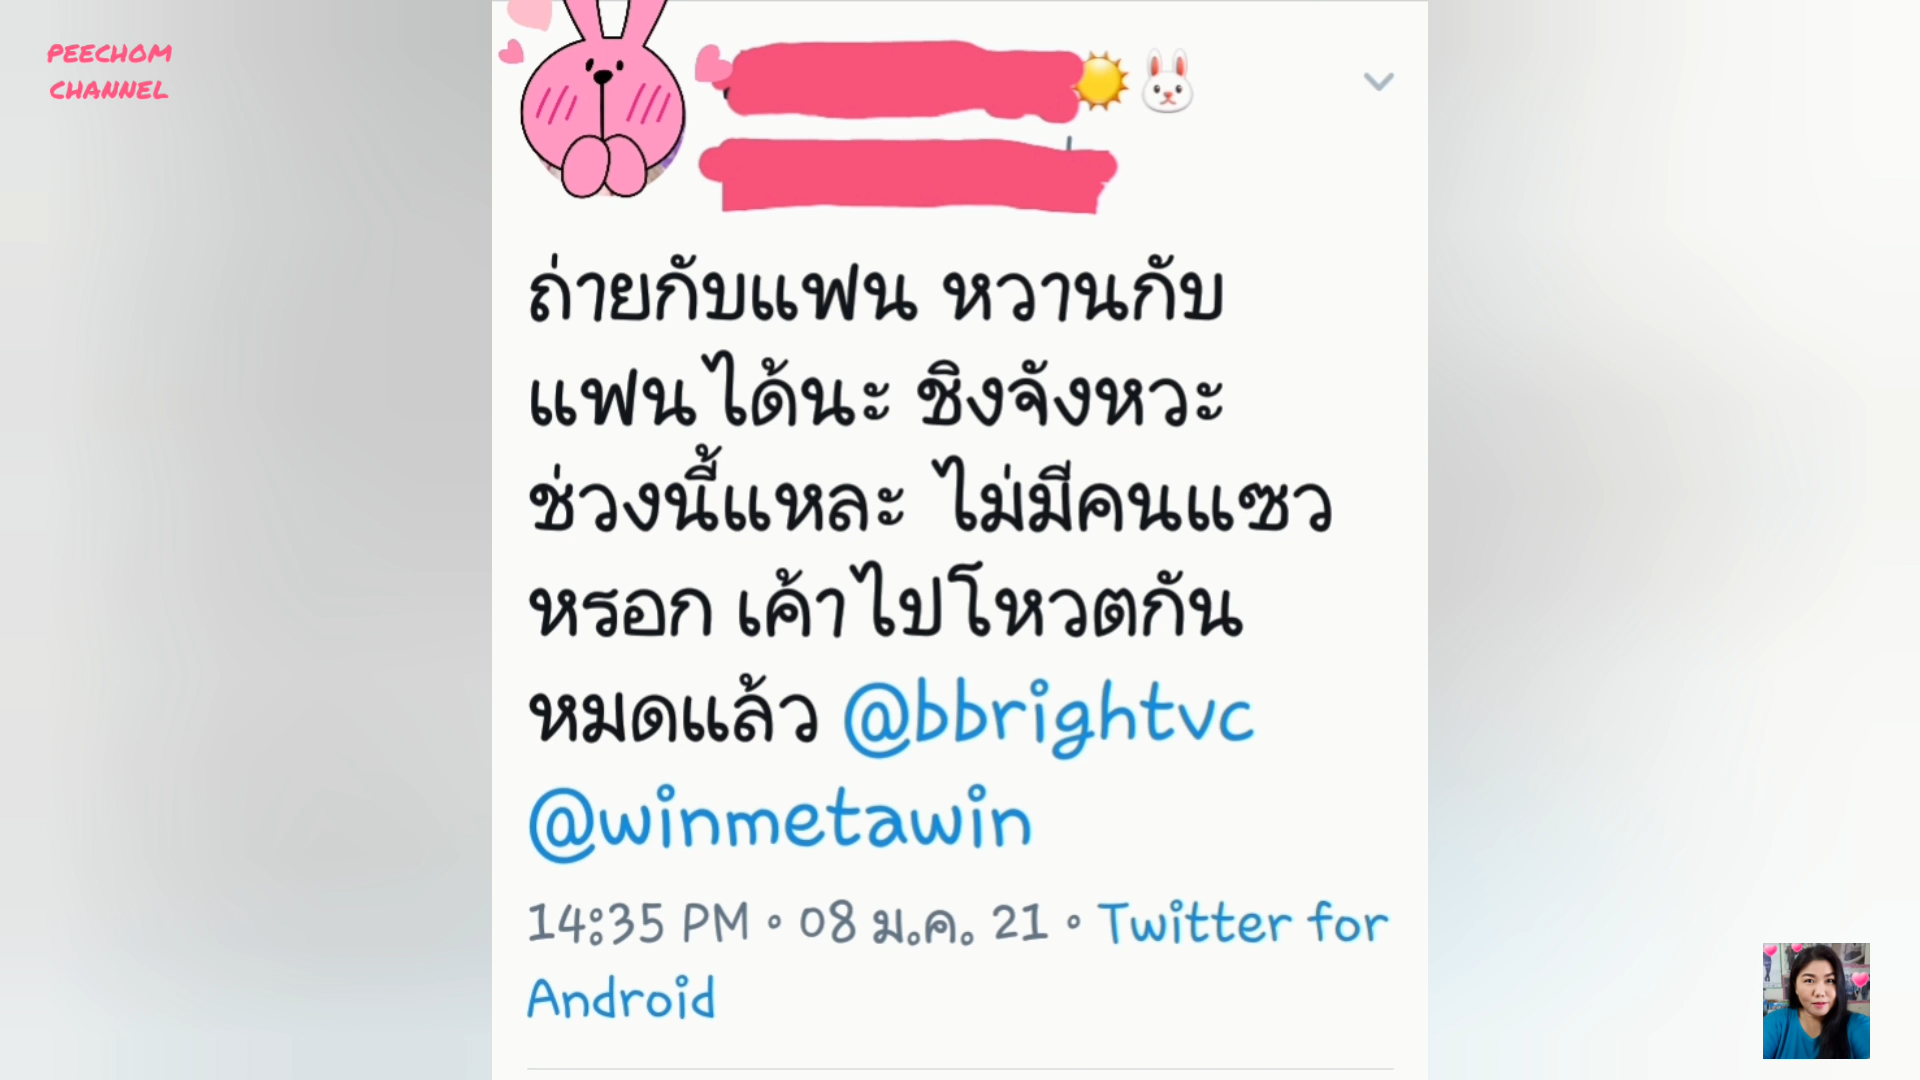 PEECHOM
CHANNEL
ถ่ายกับแฟน หวานกับ
แฟนได้นะ ชิงจังหวะ
ช่วงนี้แหละ ไม่มีคนแซว
หรอก เค้าไปโหวตกัน
หมดแล้ว @bbrightvc
@winmetawin
14:35 PM • 08 ม.ค. 21 • Twitter for
Android